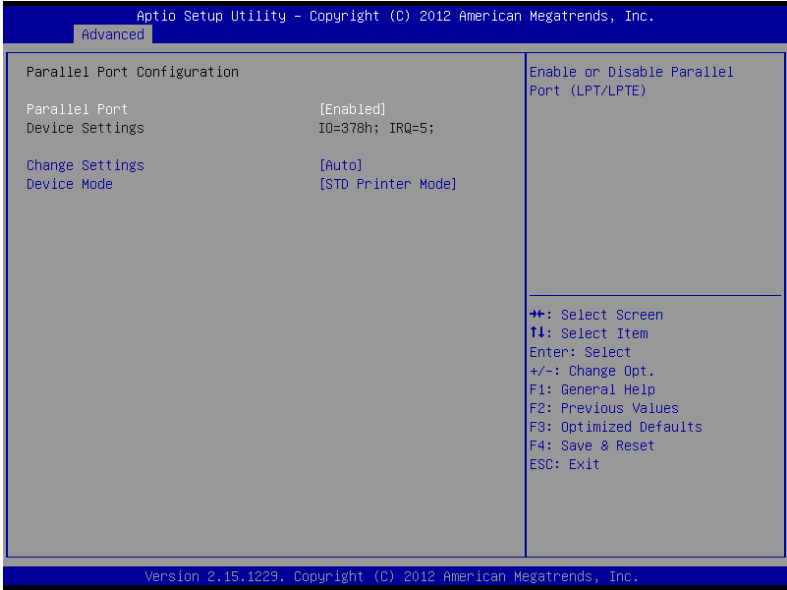 Aptio Setup Utility – Copyright (C) 2012 American Megatrends, Inc.
Advanced
Parallel Port Configuration
Parallel Port [Enabled]
Device Settings IO=378h; IRQ=5;
Change Settings [Auto]
Device Mode [STD Printer Mode]
Enable or Disable Parallel
Port (LPT/LPTE)
→←: Select Screen
↑↓: Select Item
Enter: Select
+/-: Change Opt.
F1: General Help
F2: Previous Values
F3: Optimized Defaults
F4: Save & Reset
ESC: Exit
Version 2.15.1229. Copyright (C) 2012 American Megatrends, Inc.